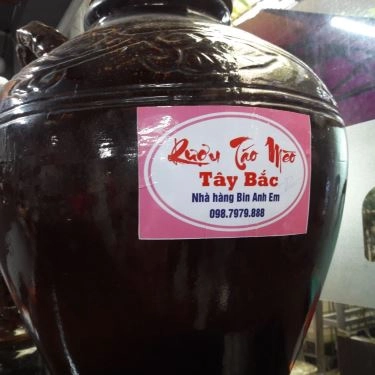 Rượu Táo Mèo
Tây Bắc
Nhà hàng Bin Anh Em
098.7979.888